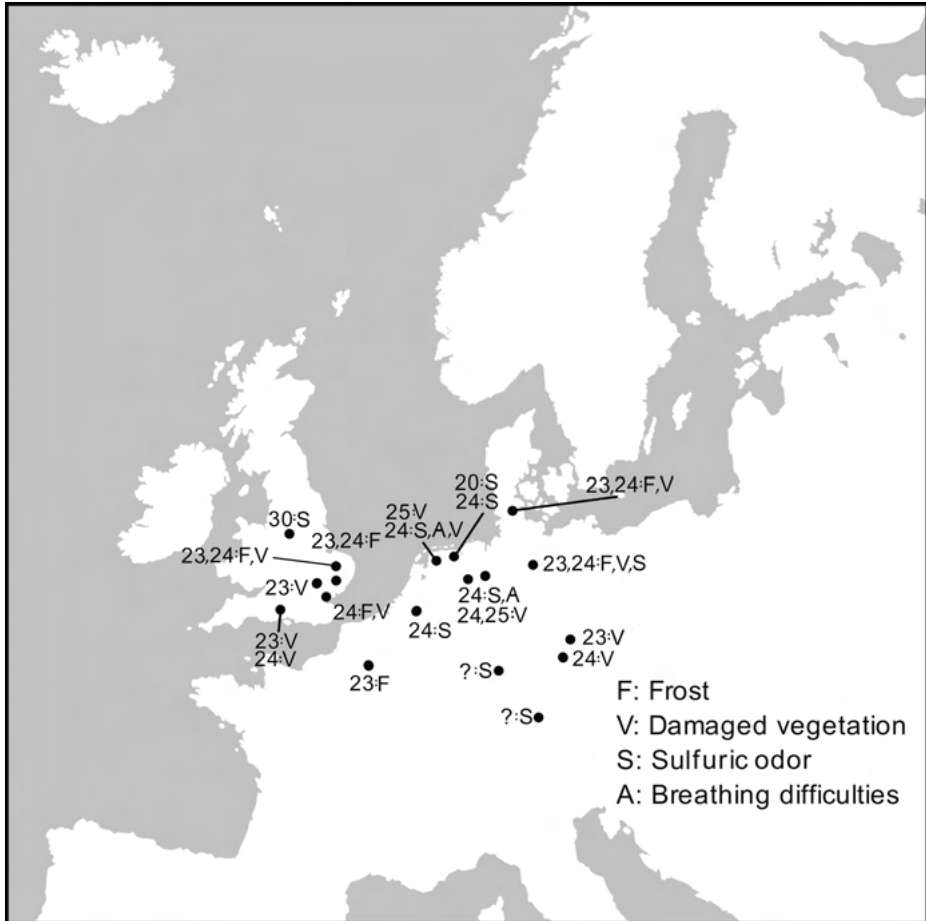 20:S
24:S
23,24:F,V
25:V
24:S,A,V
30:S
23,24:F
23,24:F,V
23,24:F,V,S
23:V
24:S,A
24,25:V
24:F,V
24:S
23:V
24:V
23:V
24:V
23:F
?:S
?:S
F: Frost
V: Damaged vegetation
S: Sulfuric odor
A: Breathing difficulties